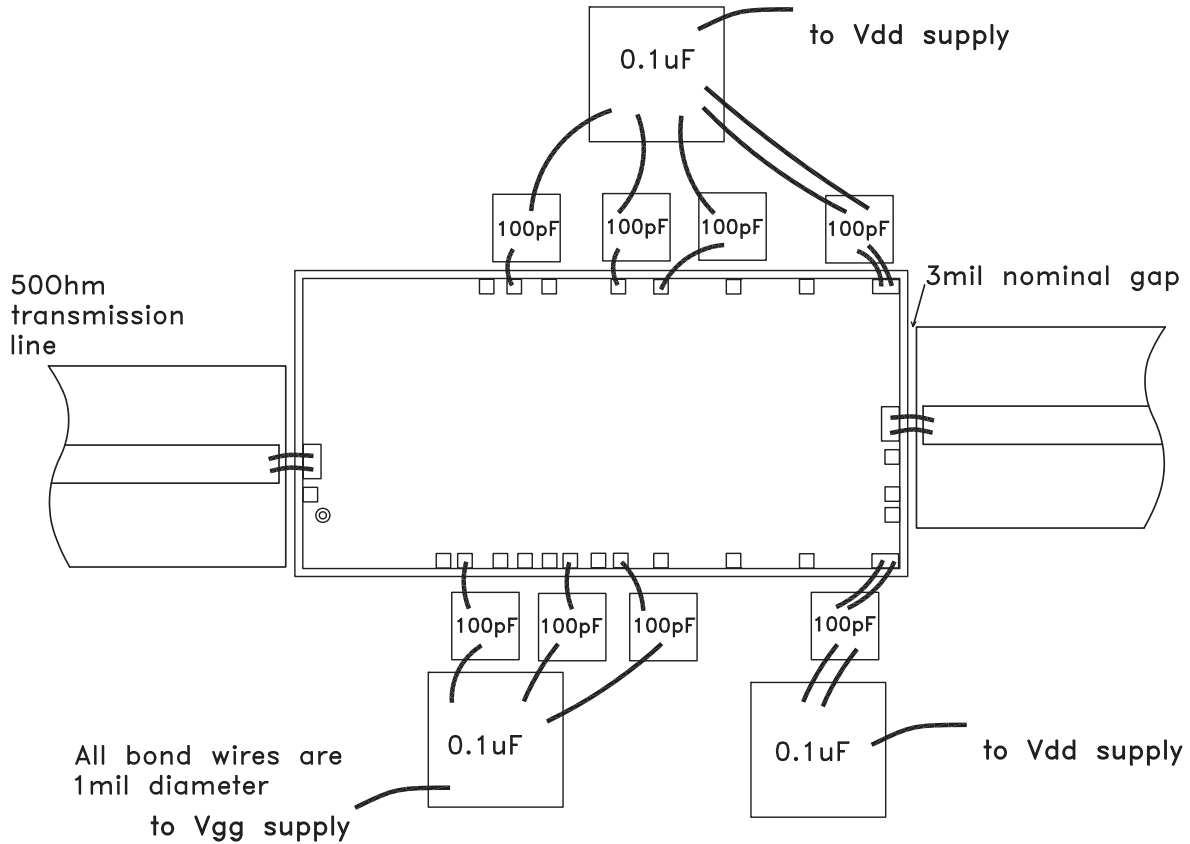 0.1uF
to Vdd supply
100pF
100pF
100pF
100pF
50Ohm
transmission
line
3mil nominal gap
100pF
100pF
100pF
100pF
0.1uF
0.1uF
to Vdd supply
All bond wires are
1mil diameter
to Vgg supply